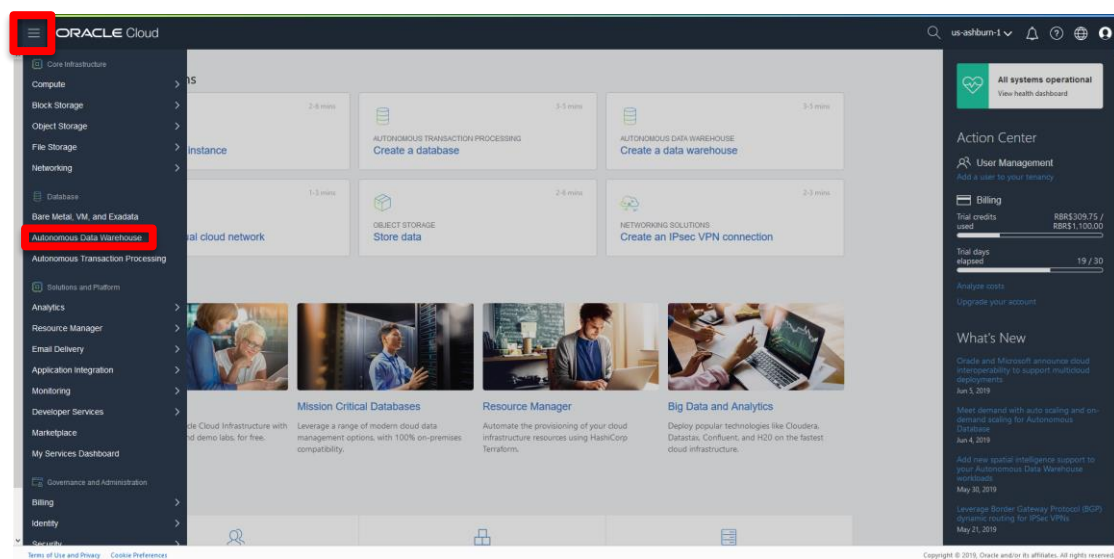 ORACLE Cloud
us-ashburn-1
Core Infrastructure
Compute
Block Storage
Object Storage
File Storage
Networking
Database
Bare Metal, VM, and Exadata
Autonomous Data Warehouse
Autonomous Transaction Processing
Solutions and Platform
Analytics
Resource Manager
Email Delivery
Application Integration
Monitoring
Developer Services
Marketplace
My Services Dashboard
Governance and Administration
Billing
Identity
Security
2-6 mins
instance
3-5 mins
AUTONOMOUS TRANSACTION PROCESSING
Create a database
3-5 mins
AUTONOMOUS DATA WAREHOUSE
Create a data warehouse
1-3 mins
al cloud network
2-6 mins
OBJECT STORAGE
Store data
2-3 mins
NETWORKING SOLUTIONS
Create an IPsec VPN connection
cle Cloud Infrastructure with
nd demo labs, for free.
Mission Critical Databases
Leverage a range of modern cloud data
management options, with 100% on-premises
compatibility.
Resource Manager
Automate the provisioning of your cloud
infrastructure resources using HashiCorp
Terraform.
Big Data and Analytics
Deploy popular technologies like Cloudera,
Datastax, Confluent, and H20 on the fastest
cloud infrastructure.
All systems operational
View health dashboard
Action Center
User Management
Add a user to your tenancy
Billing
Trial credits
used
RBR$309.75 /
RBR$1,100.00
Trial days
elapsed
19 / 30
Analyze costs
Upgrade your account
What's New
Oracle and Microsoft announce cloud
interoperability to support multicloud
deployments
Jun 5, 2019
Meet demand with auto scaling and on-
demand scaling for Autonomous
Database
Jun 4, 2019
Add new spatial intelligence support to
your Autonomous Data Warehouse
workloads
May 30, 2019
Leverage Border Gateway Protocol (BGP)
dynamic routing for IPSec VPNs
May 21, 2019
Terms of Use and Privacy
Cookie Preferences
Copyright © 2019, Oracle and/or its affiliates. All rights reserved